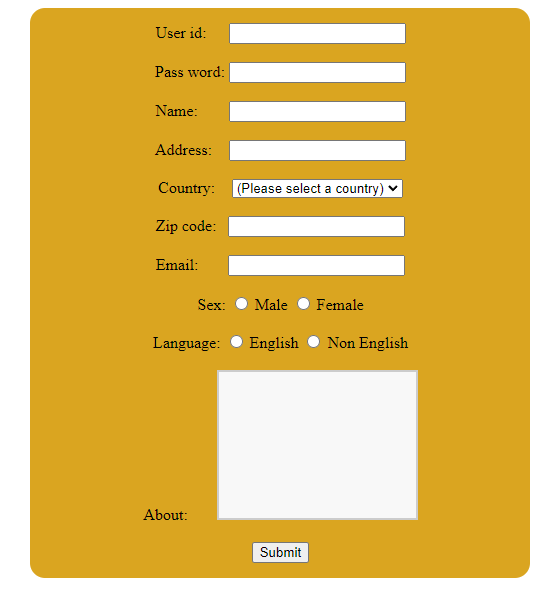 User id:
Pass word:
Name:
Address:
Country: (Please select a country)
Zip code:
Email:
Sex: Male Female
Language: English Non English
About:
Submit